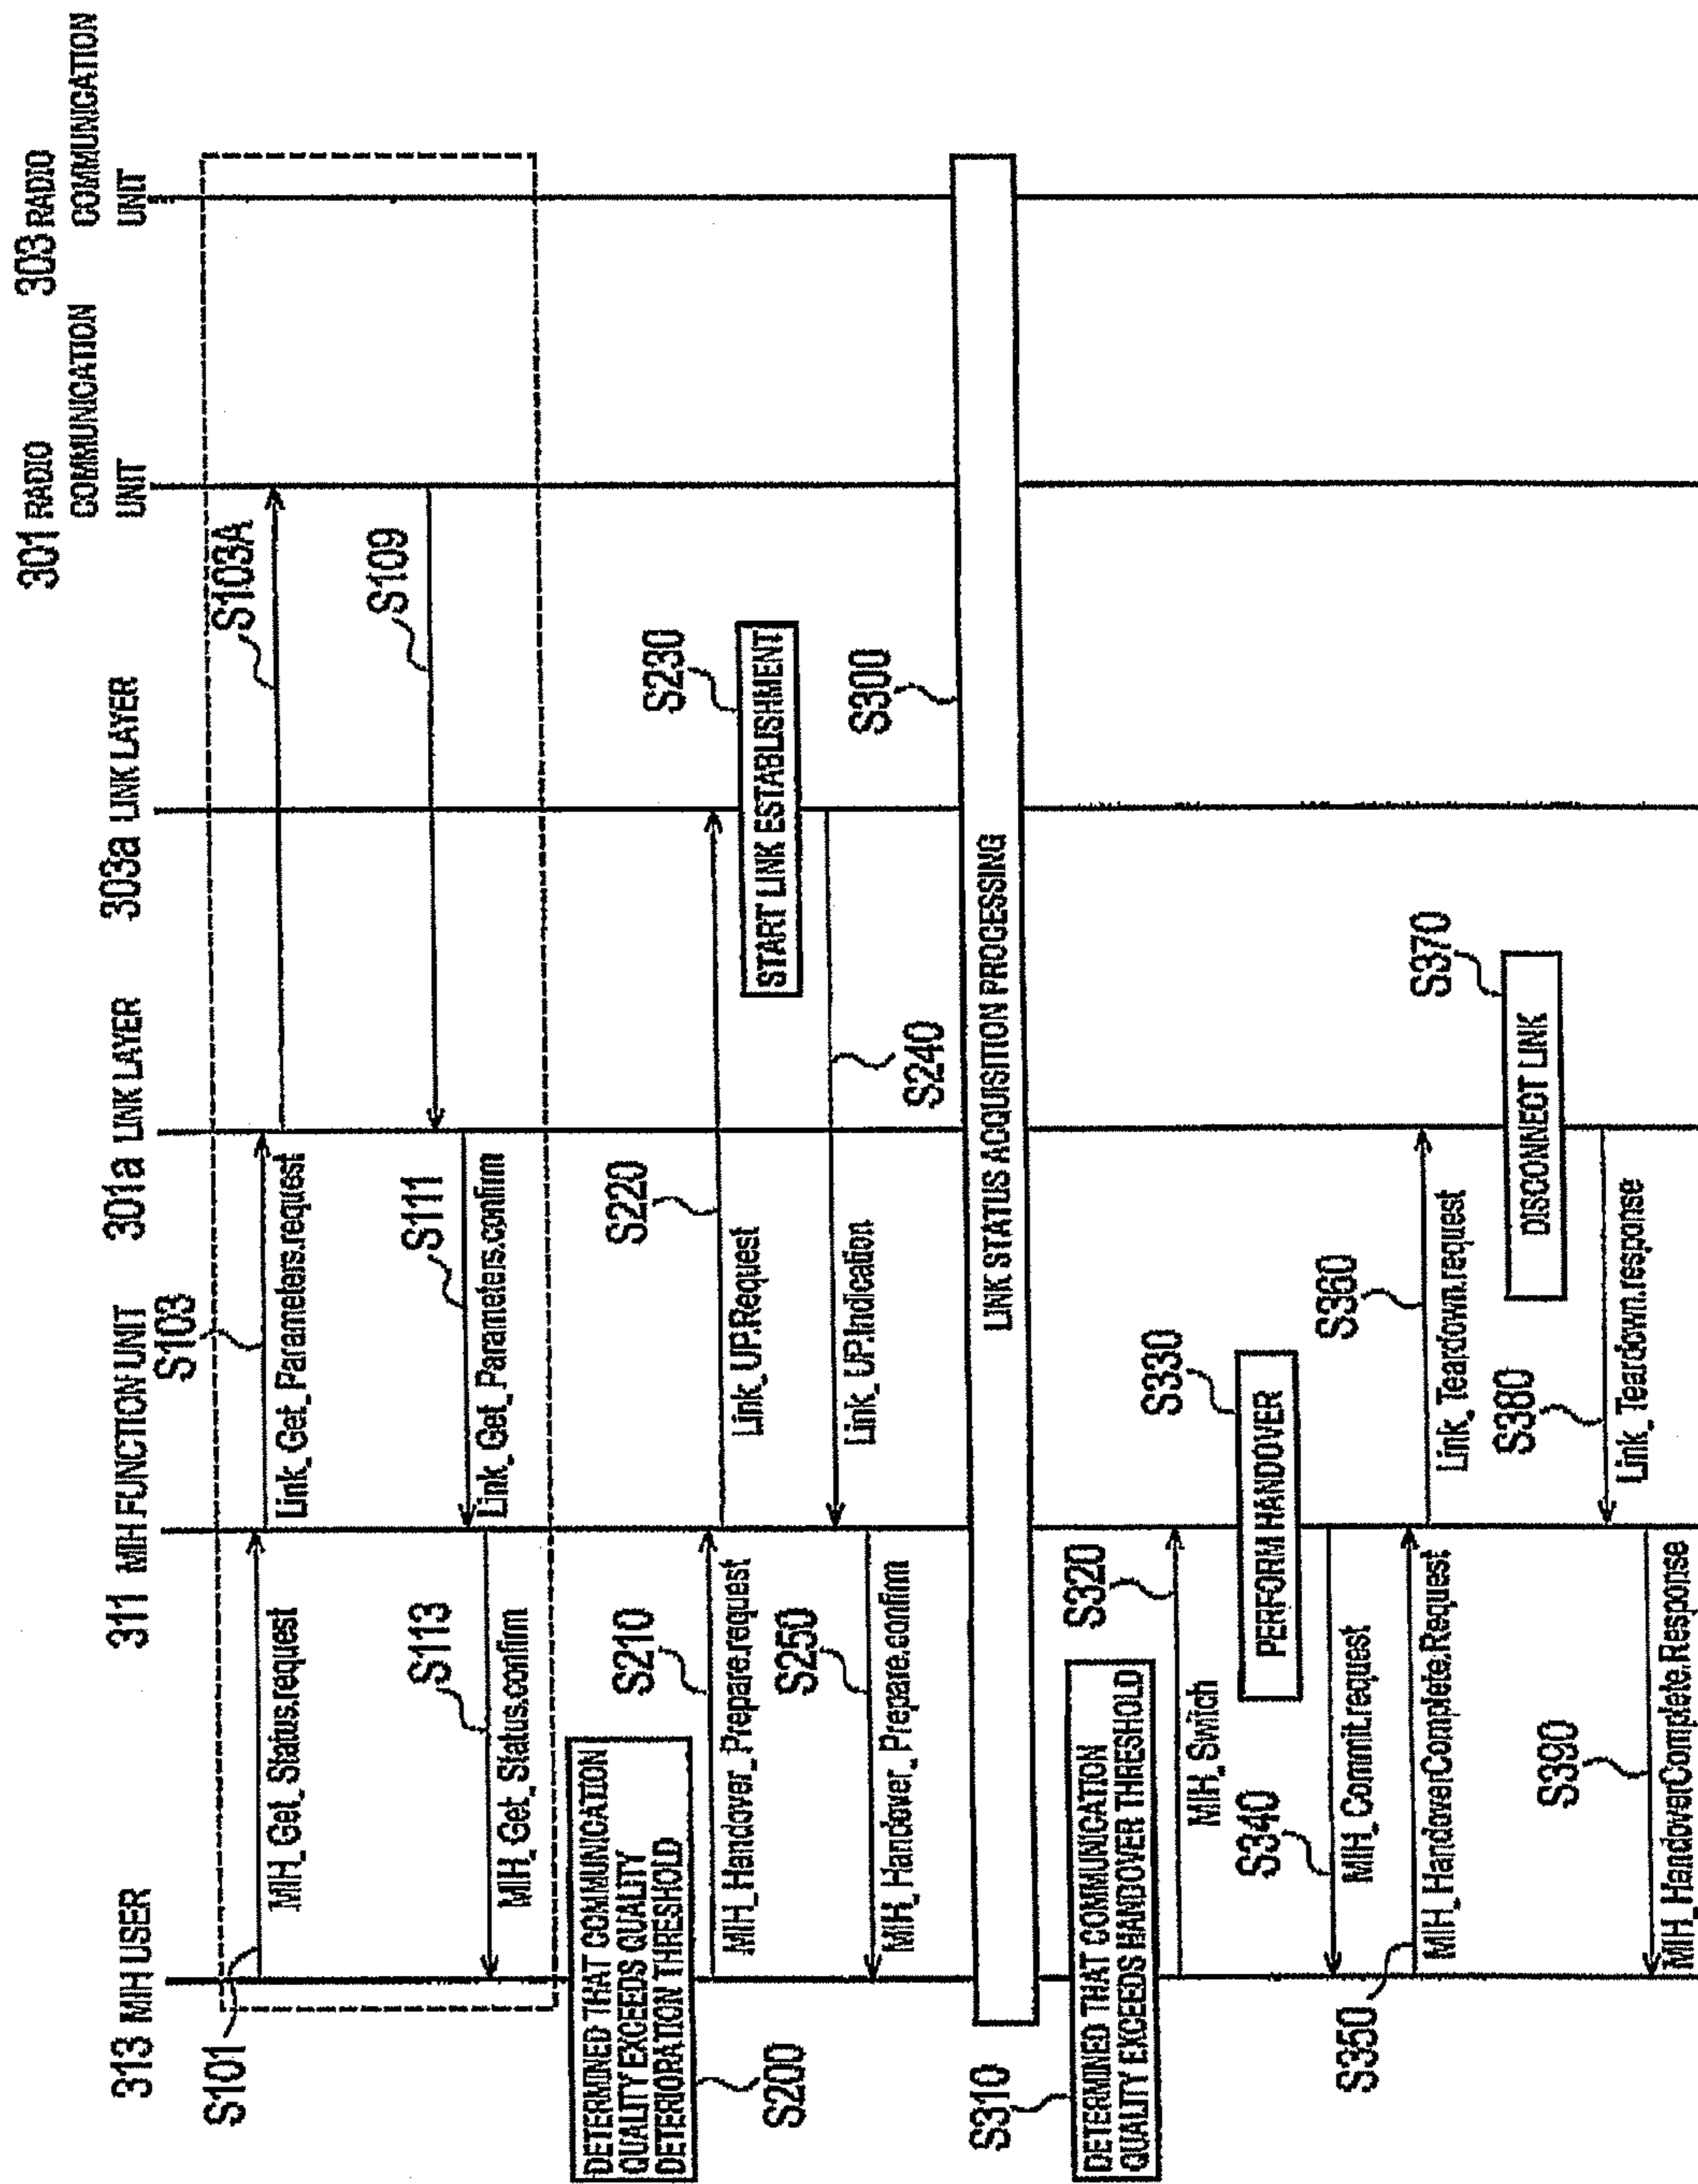 313 MIH USER
311 MIH FUNCTION UNIT
301a LINK LAYER
303a LINK LAYER
301 RADIO
COMMUNICATION
UNIT
303 RADIO
COMMUNICATION
UNIT
S101
MIH_Get_Status.request
S103
Link_Get_Parameters.request
S103A
S109
S111
Link_Get_Parameters.confirm
S113
MIH_Get_Status.confirm
DETERMINED THAT COMMUNICATION
QUALITY EXCEEDS QUALITY
DETERIORATION THRESHOLD
S200
S210
MIH_Handover_Prepare.request
S220
Link_UP.Request
S230
START LINK ESTABLISHMENT
S240
Link_UP.Indication
S250
MIH_Handover_Prepare.confirm
S300
LINK STATUS ACQUISITION PROCESSING
S310
DETERMINED THAT COMMUNICATION
QUALITY EXCEEDS HANDOVER THRESHOLD
S320
MIH_Switch
S330
PERFORM HANDOVER
S340
MIH_Commit.request
S350
MIH_HandoverComplete.Request
S360
Link_Teardown.request
S370
DISCONNECT LINK
S380
Link_Teardown.response
S390
MIH_HandoverComplete.Response